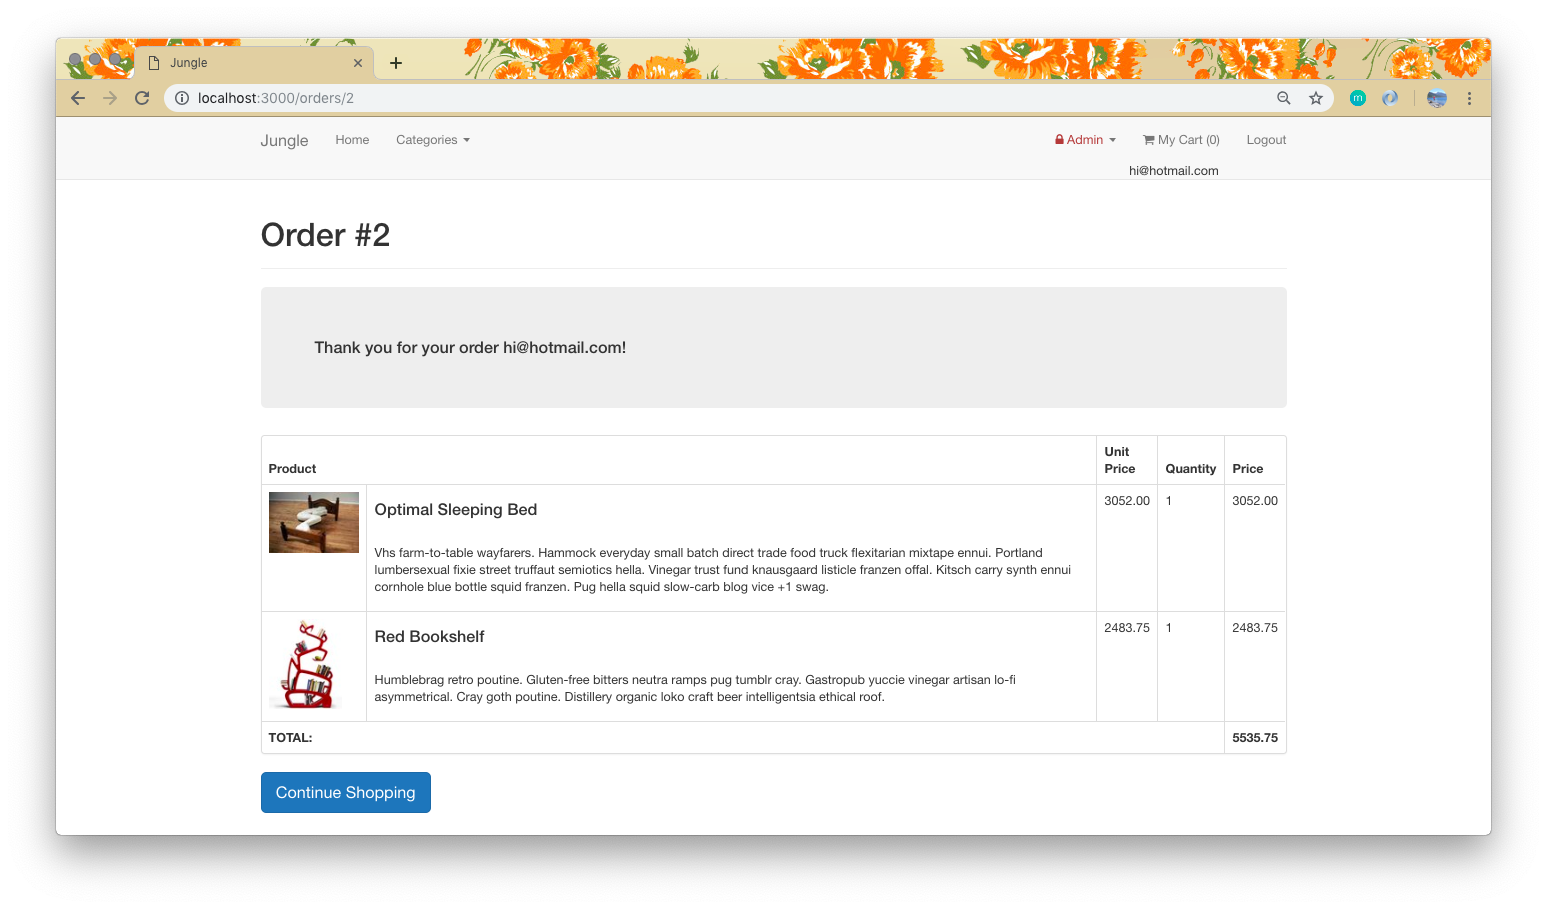 Jungle
localhost:3000/orders/2
m
Jungle Home Categories Admin My Cart (0) Logout
hi@hotmail.com
Order #2
Thank you for your order hi@hotmail.com!
Product Unit Price Quantity Price
Optimal Sleeping Bed 3052.00 1 3052.00
Vhs farm-to-table wayfarers. Hammock everyday small batch direct trade food truck flexitarian mixtape ennui. Portland
lumbersexual fixie street truffaut semiotics hella. Vinegar trust fund knausgaard listicle franzen offal. Kitsch carry synth ennui
cornhole blue bottle squid franzen. Pug hella squid slow-carb blog vice +1 swag.
Red Bookshelf 2483.75 1 2483.75
Humblebrag retro poutine. Gluten-free bitters neutra ramps pug tumblr cray. Gastropub yuccie vinegar artisan lo-fi
asymmetrical. Cray goth poutine. Distillery organic loko craft beer intelligentsia ethical roof.
TOTAL: 5535.75
Continue Shopping